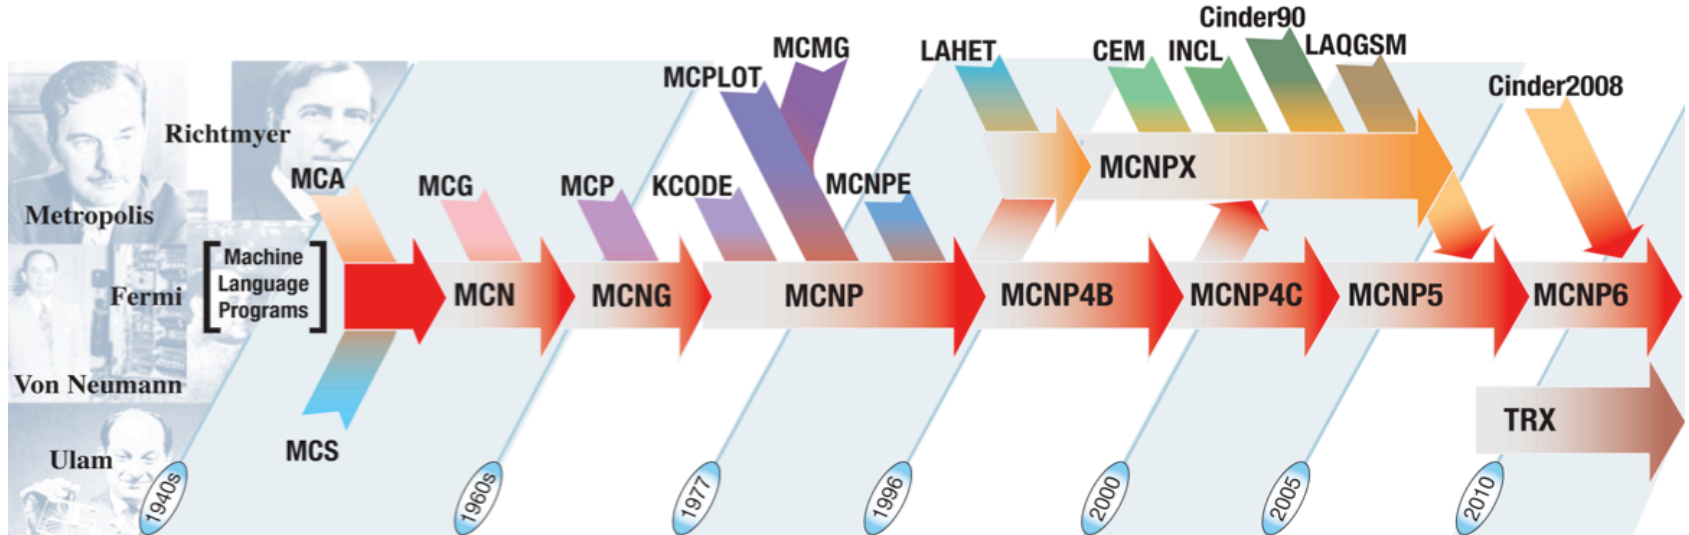 Cinder90
MCMG
LAHET
CEM
INCL
LAQGSM
MCPLOT
Cinder2008
Richtmyer
MCNPX
MCA
MCG
MCP
KCODE
MCNPE
Metropolis
Machine
Language
Programs
Fermi
MCN
MCNG
MCNP
MCNP4B
MCNP4C
MCNP5
MCNP6
Von Neumann
TRX
MCS
Ulam
1940s
1960s
1977
1996
2000
2005
2010